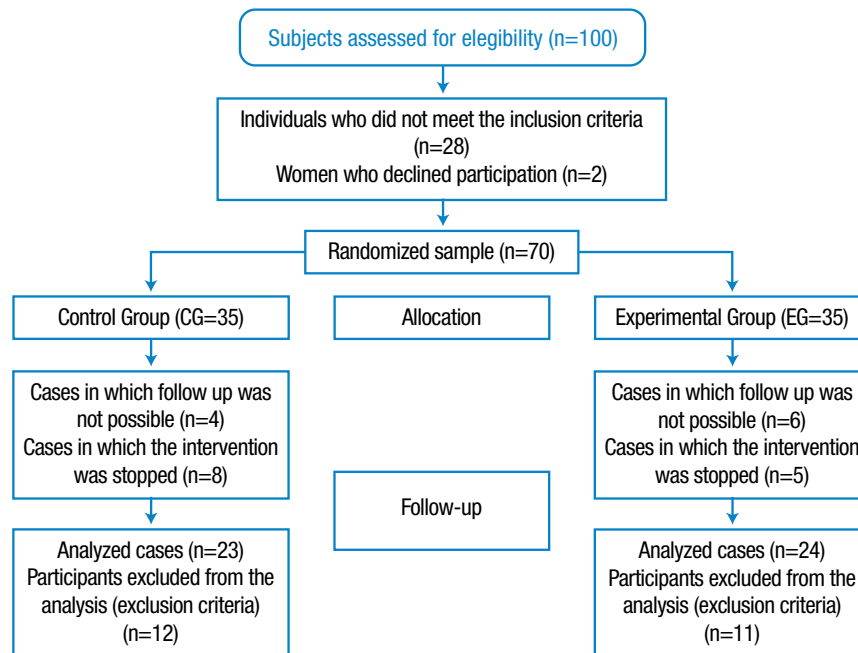 Subjects assessed for elegibility (n=100)
Individuals who did not meet the inclusion criteria
(n=28)
Women who declined participation (n=2)
Randomized sample (n=70)
Control Group (CG=35)
Allocation
Experimental Group (EG=35)
Cases in which follow up was
not possible (n=4)
Cases in which the intervention
was stopped (n=8)
Cases in which follow up was
not possible (n=6)
Cases in which the intervention
was stopped (n=5)
Follow-up
Analyzed cases (n=23)
Participants excluded from the
analysis (exclusion criteria)
(n=12)
Analyzed cases (n=24)
Participants excluded from the
analysis (exclusion criteria)
(n=11)